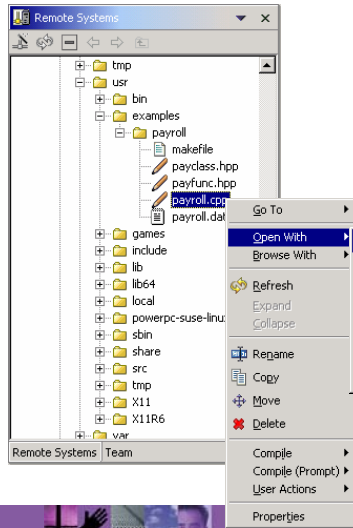 Remote Systems
tmp
usr
bin
examples
payroll
makefile
payclass.hpp
payfunc.hpp
payroll.cpp
payroll.dat
games
include
lib
lib64
local
powerpc-suse-linu
sbin
share
src
tmp
X11
X11R6
var
Remote Systems Team
Go To
Open With
Browse With
Refresh
Expand
Collapse
Rename
Copy
Move
Delete
Compile
Compile (Prompt)
User Actions
Properties